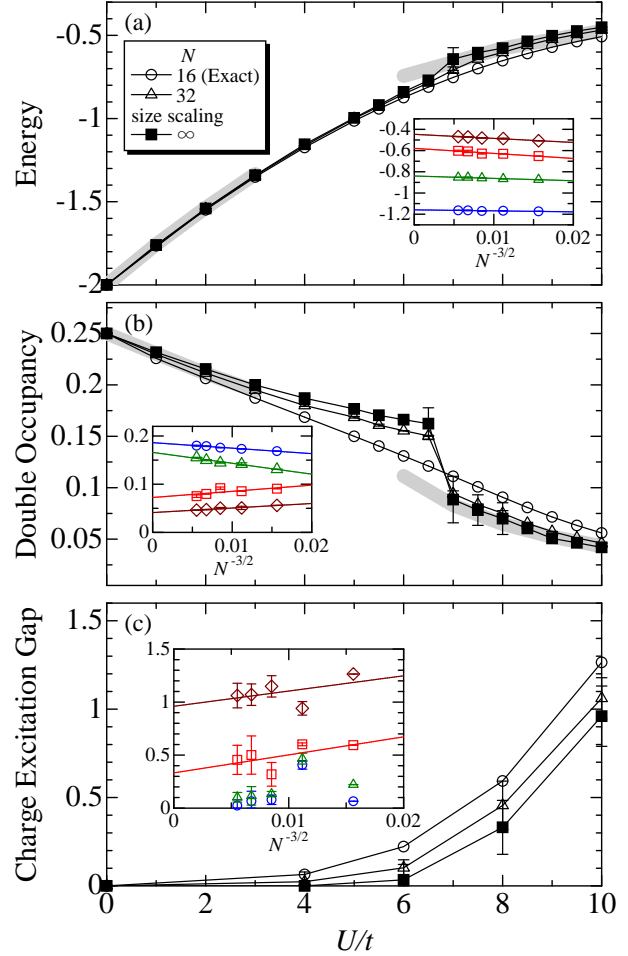 (a)
N
16 (Exact)
32
size scaling
∞
Energy
-0.5
-1
-1.5
-2
-0.4
-0.6
-0.8
-1
-1.2
0 0.01 0.02
N^{-3/2}
(b)
Double Occupancy
0.25
0.2
0.15
0.1
0.05
0.2
0.1
0
0 0.01 0.02
N^{-3/2}
(c)
Charge Excitation Gap
1.5
1
0.5
0
1.5
1
0.5
0
0 0.01 0.02
N^{-3/2}
0 2 4 6 8 10
U/t